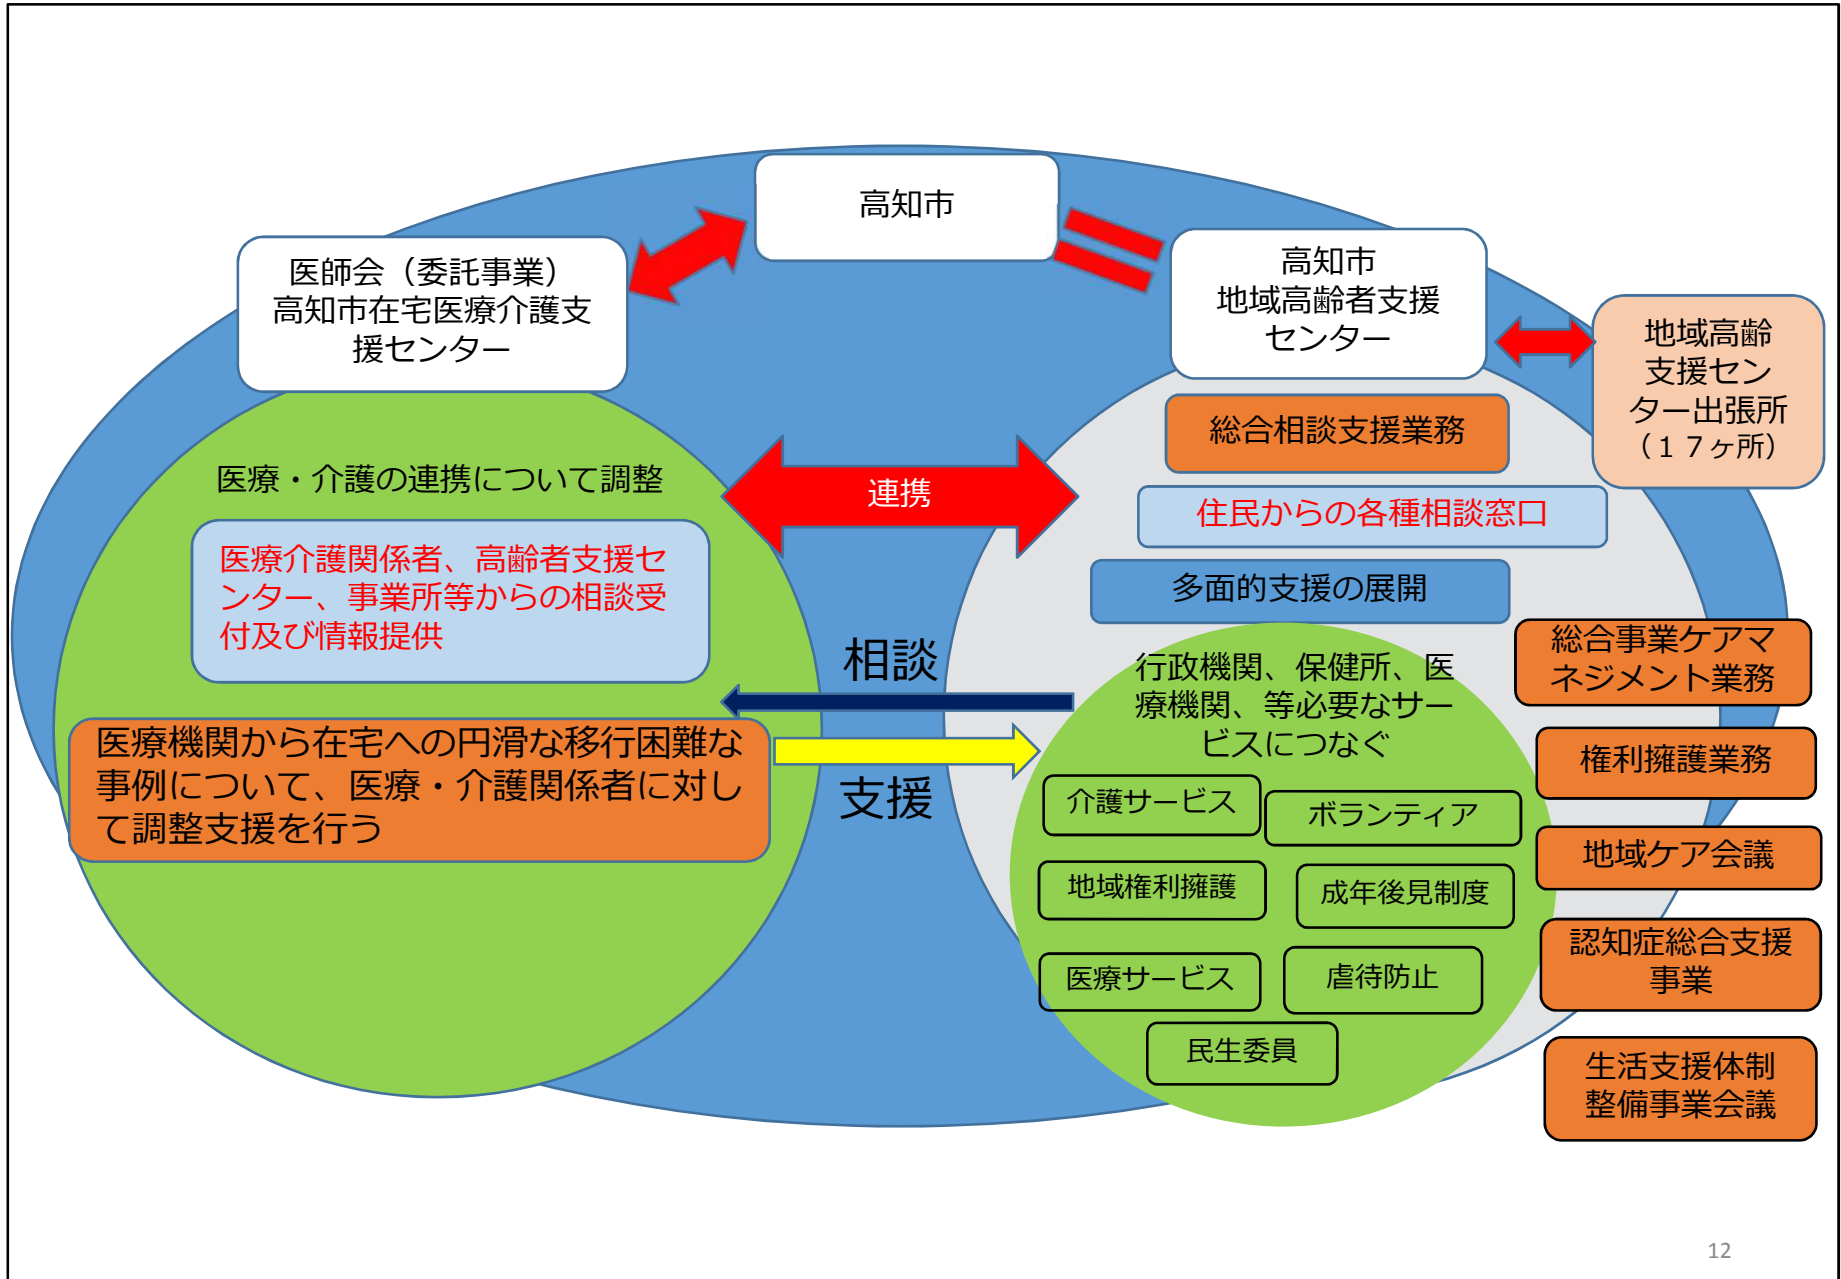 高知市
医師会（委託事業）
高知市在宅医療介護支
援センター
高知市
地域高齢者支援
センター
地域高齢
支援セン
ター出張所
（１７ヶ所）
医療・介護の連携について調整
医療介護関係者、高齢者支援セ
ンター、事業所等からの相談受
付及び情報提供
医療機関から在宅への円滑な移行困難な
事例について、医療・介護関係者に対し
て調整支援を行う
連携
相談
支援
総合相談支援業務
住民からの各種相談窓口
多面的支援の展開
行政機関、保健所、医
療機関、等必要なサー
ビスにつなぐ
介護サービス
ボランティア
地域権利擁護
成年後見制度
医療サービス
虐待防止
民生委員
総合事業ケアマ
ネジメント業務
権利擁護業務
地域ケア会議
認知症総合支援
事業
生活支援体制
整備事業会議
12